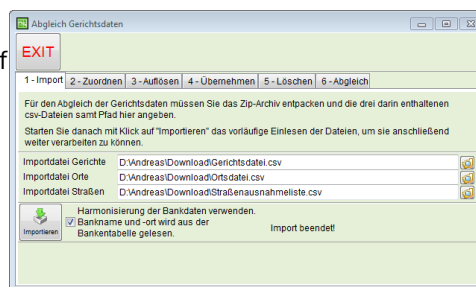 Abgleich Gerichtsdaten
f
EXIT
1 - Import 2 - Zuordnen 3 - Auflösen 4 - Übernehmen 5 - Löschen 6 - Abgleich
Für den Abgleich der Gerichtsdaten müssen Sie das Zip-Archiv entpacken und die drei darin enthaltenen
csv-Dateien samt Pfad hier angeben.
Starten Sie danach mit Klick auf "Importieren" das vorläufige Einlesen der Dateien, um sie anschließend
weiter verarbeiten zu können.
Importdatei Gerichte D:\Andreas\Download\Gerichtsdatei.csv
Importdatei Orte D:\Andreas\Download\Ortsdatei.csv
Importdatei Straßen D:\Andreas\Download\Straßenausnahmeliste.csv
Harmonisierung der Bankdaten verwenden.
Bankname und -ort wird aus der
Bankentabelle gelesen.
Import beendet!
Importieren